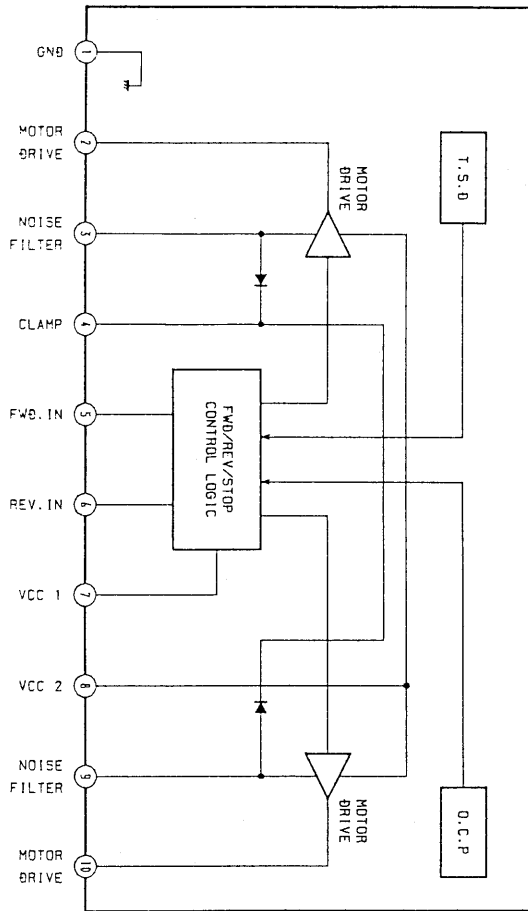 GND
1
MOTOR
DRIVE
2
NOISE
FILTER
3
CLAMP
4
FWD.IN
5
REV.IN
6
VCC 1
7
VCC 2
8
NOISE
FILTER
9
MOTOR
DRIVE
10
MOTOR
DRIVE
T.S.D
FWD/REV/STOP
CONTROL LOGIC
MOTOR
DRIVE
O.C.P